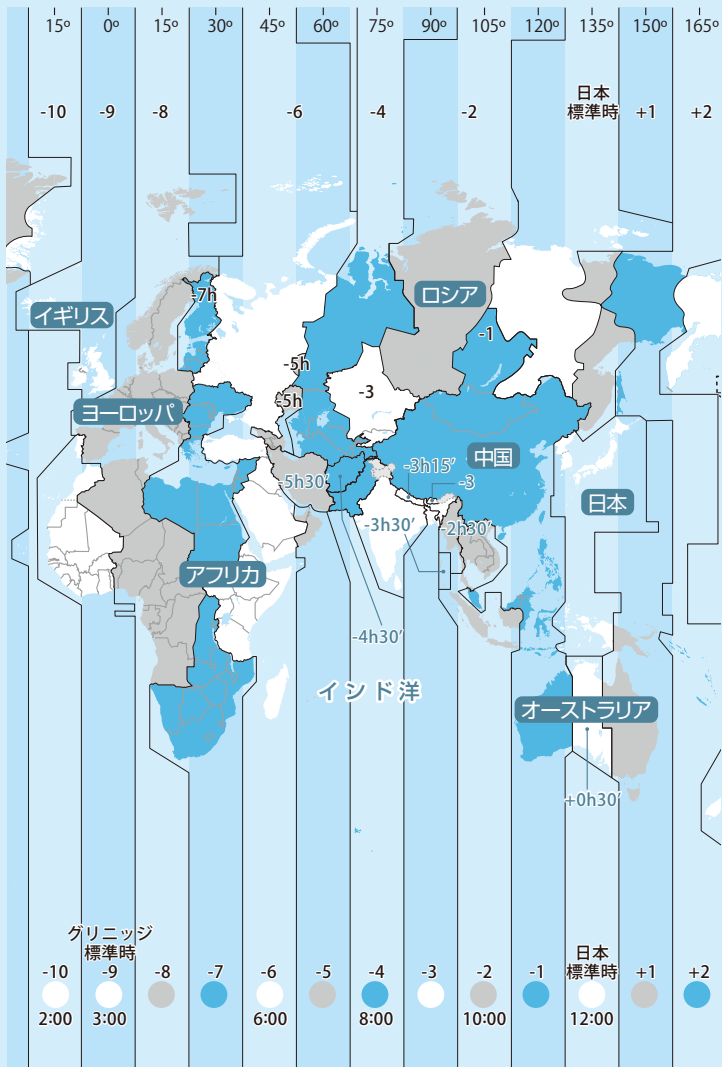 15º 0º 15º 30º 45º 60º 75º 90º 105º 120º 135º 150º 165º
日本
標準時
-10 -9 -8 -6 -4 -2 +1 +2
-7h
ロシア
イギリス
-1
-5h
-3
-5h
ヨーロッパ
中国
-3h15’
-5h30’
-3
日本
-3h30’
-2h30’
アフリカ
-4h30’
インド洋
オーストラリア
+0h30’
グリニッジ
標準時
日本
標準時
-10 -9 -8 -7 -6 -5 -4 -3 -2 -1 +1 +2
2:00 3:00 6:00 8:00 10:00 12:00